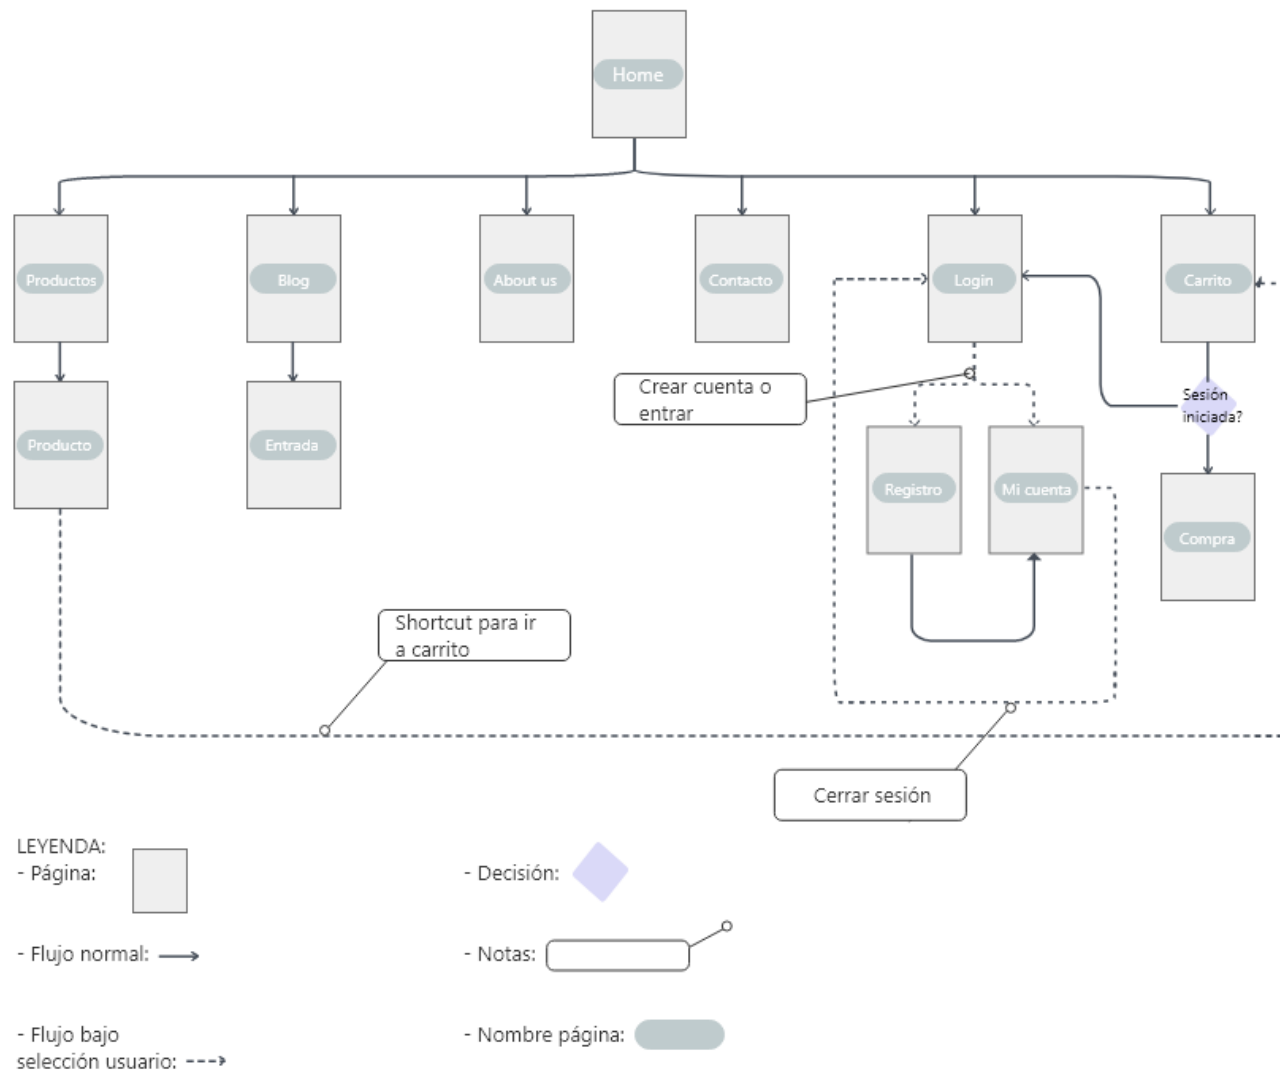 Home
Productos
Blog
About us
Contacto
Login
Carrito
Crear cuenta o
entrar
Sesión
iniciada?
Producto
Entrada
Registro
Mi cuenta
Compra
Shortcut para ir
a carrito
Cerrar sesión
LEYENDA:
- Página:
- Decisión:
- Flujo normal:
- Notas:
- Flujo bajo
selección usuario:
- Nombre página: